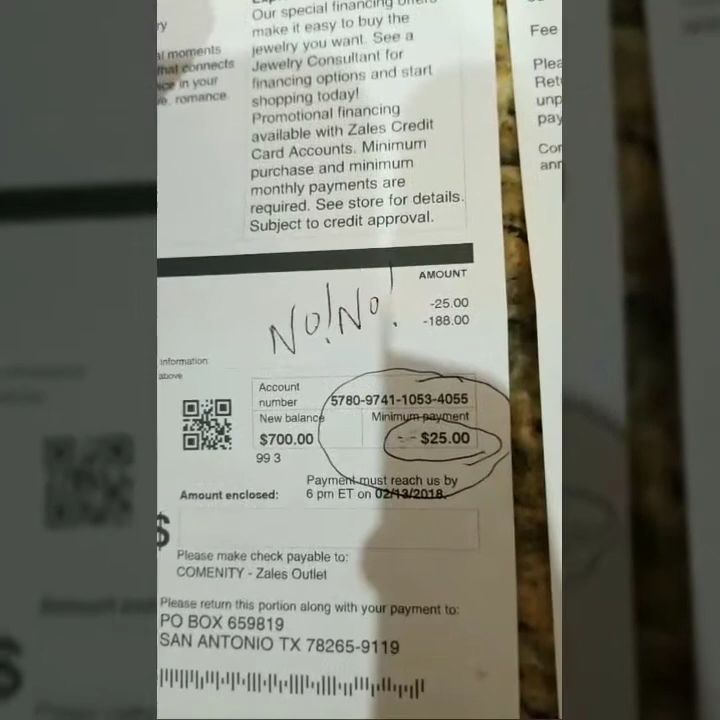 Our special financing offers
make it easy to buy the
jewelry you want. See a
Jewelry Consultant for
financing options and start
shopping today!
Promotional financing
available with Zales Credit
Card Accounts. Minimum
purchase and minimum
monthly payments are
required. See store for details.
Subject to credit approval.
ry
al moments
that connects
ce in your
e, romance.
Fee
Plea
Ret
unp
pay
Cor
ann
AMOUNT
-25.00
-188.00
No! No!
Information
above
Account
number
5780-9741-1053-4055
New balance
Minimum payment
$700.00
$25.00
99 3
Payment must reach us by
6 pm ET on 02/13/2018.
Amount enclosed:
$
Please make check payable to:
COMENITY - Zales Outlet
Please return this portion along with your payment to:
PO BOX 659819
SAN ANTONIO TX 78265-9119